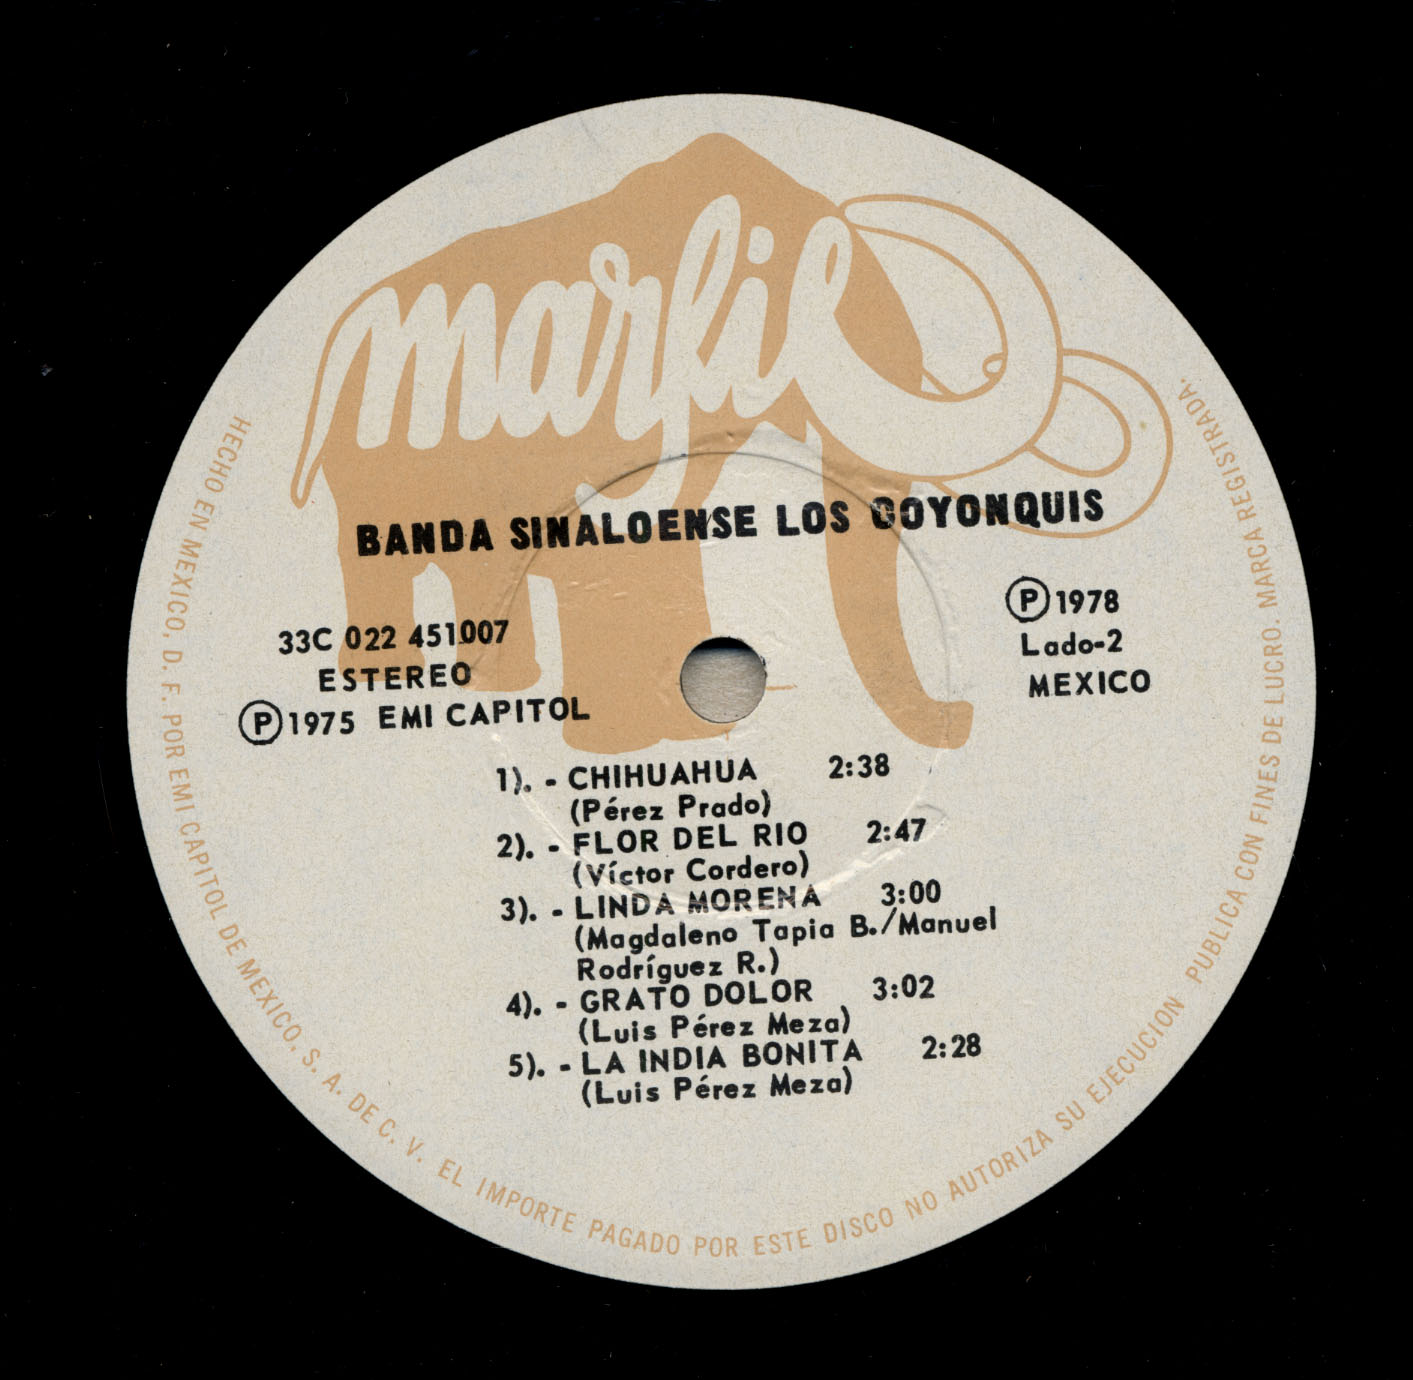 marfil
BANDA SINALOENSE LOS GOYONQUIS
33C 022 451007
ESTEREO
Ⓟ1975 EMI CAPITOL
Ⓟ1978
Lado-2
MEXICO
1). - CHIHUAHUA 2:38
(Pérez Prado)
2). - FLOR DEL RIO 2:47
(Víctor Cordero)
3). - LINDA MORENA 3:00
(Magdaleno Tapia B./Manuel
Rodríguez R.)
4). - GRATO DOLOR 3:02
(Luis Pérez Meza)
5). - LA INDIA BONITA 2:28
(Luis Pérez Meza)
HECHO EN MEXICO, D. F. POR EMI CAPITOL DE MEXICO, S. A. DE C. V. EL IMPORTE PAGADO POR ESTE DISCO NO AUTORIZA SU EJECUCION PUBLICA CON FINES DE LUCRO. MARCA REGISTRADA.